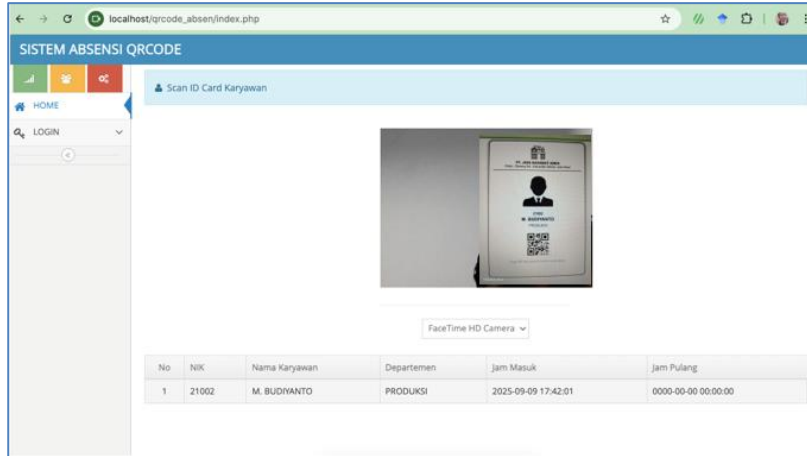 localhost/qrcode_absen/index.php
SISTEM ABSENSI QRCODE
Scan ID Card Karyawan
HOME
LOGIN
M. BUDIYANTO
PRODUKSI
FaceTime HD Camera
No NIK Nama Karyawan Departemen Jam Masuk Jam Pulang
1 21002 M. BUDIYANTO PRODUKSI 2025-09-09 17:42:01 0000-00-00 00:00:00